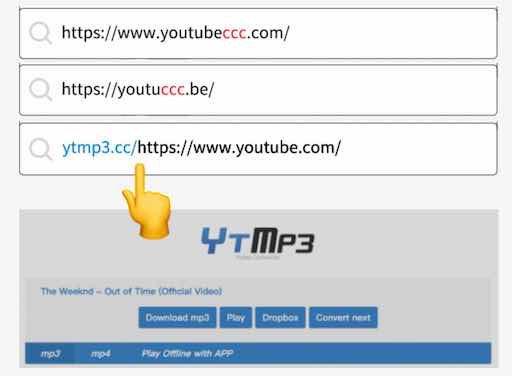 https://www.youtubeccc.com/
https://youtuccc.be/
ytmp3.cc/https://www.youtube.com/
YTMP3
The Weeknd – Out of Time (Official Video)
Download mp3 Play Dropbox Convert next
mp3 mp4 Play Offline with APP